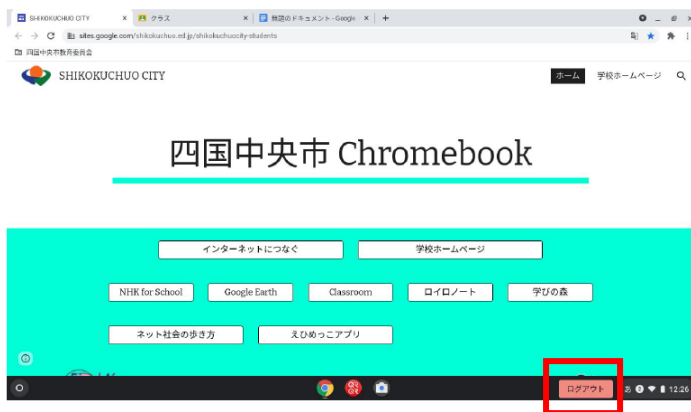 SHIKOKUCHUO CITY
クラス
無題のドキュメント - Google
sites.google.com/shikokuchuo.ed.jp/shikokuchuocity-students
四国中央市教育委員会
SHIKOKUCHUO CITY
ホーム
学校ホームページ
四国中央市 Chromebook
インターネットにつなぐ
学校ホームページ
NHK for School
Google Earth
Classroom
ロイロノート
学びの森
ネット社会の歩き方
えひめっこアプリ
ログアウト
あ
12:26